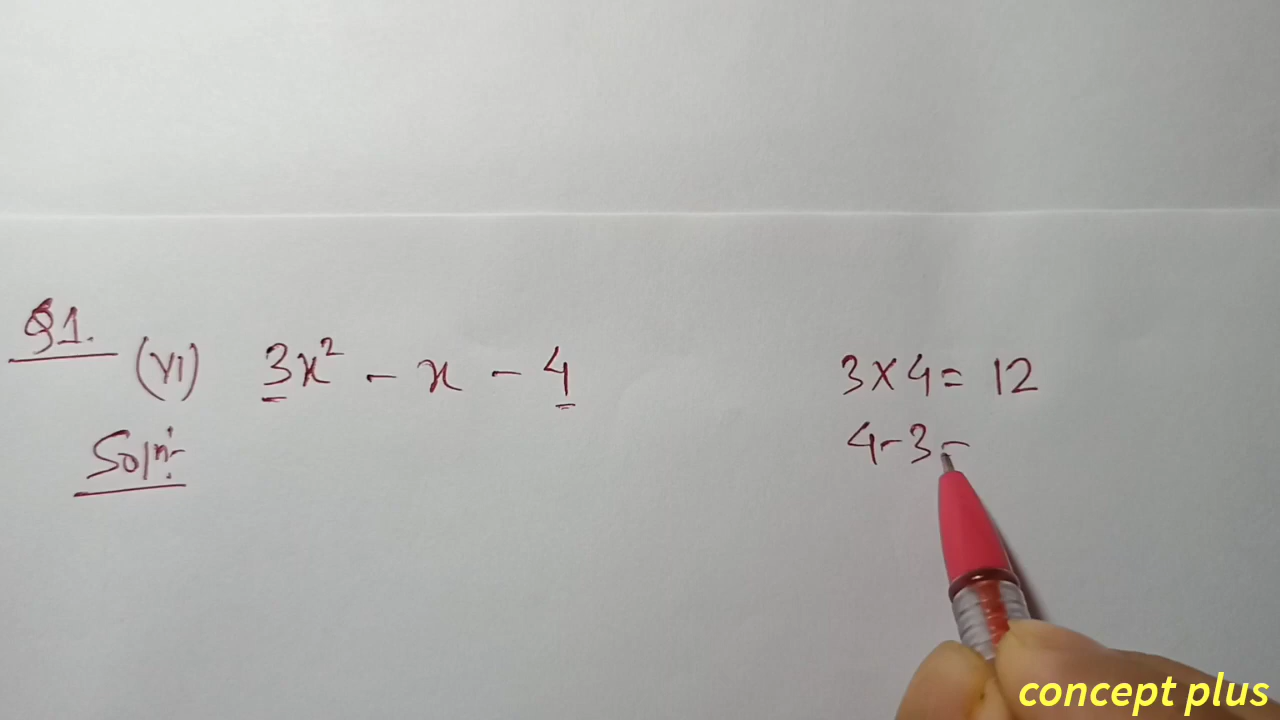 Q1.
(VI) 3x² - x - 4
Soln:-
3 × 4 = 12
4 - 3 =
concept plus